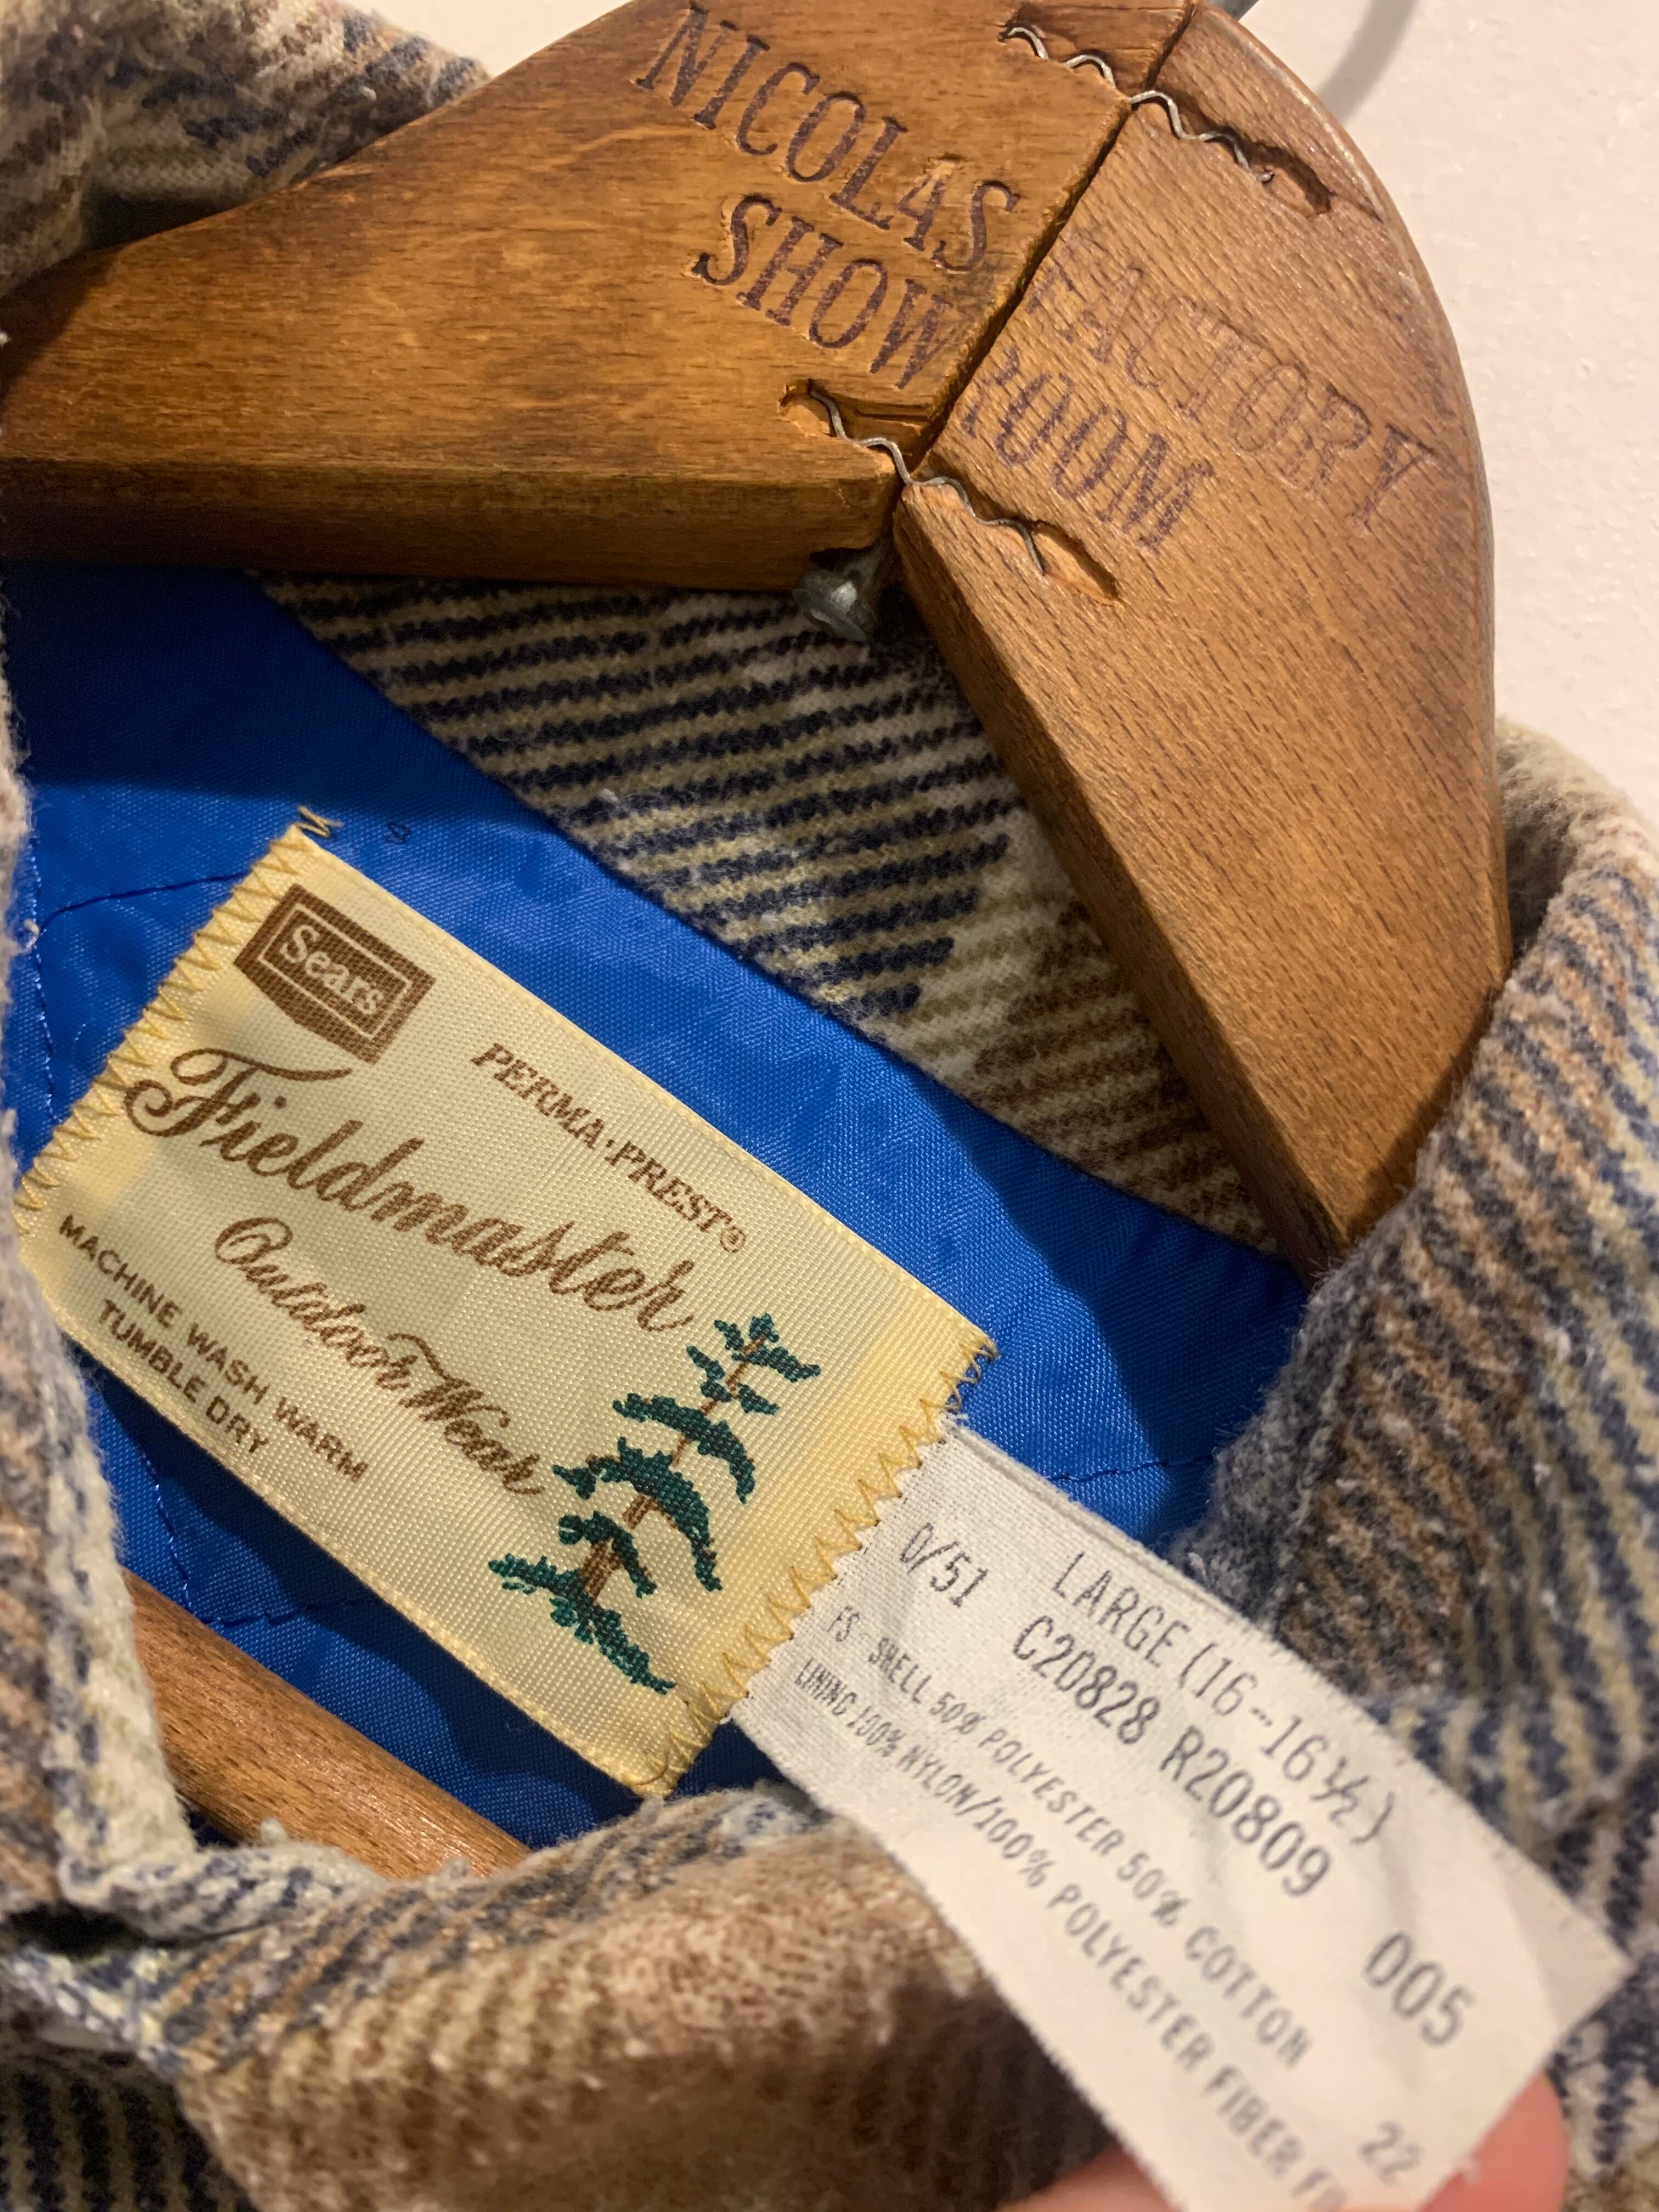 NICOLAS FACTORY
SHOW ROOM
Sears
PERMA·PREST®
Fieldmaster
Outdoor Wear
MACHINE WASH WARM
TUMBLE DRY
LARGE (16--16½)
0/51 C20828 R20809 005
FS SHELL 50% POLYESTER 50% COTTON
LINING 100% NYLON/100% POLYESTER FIBER
22